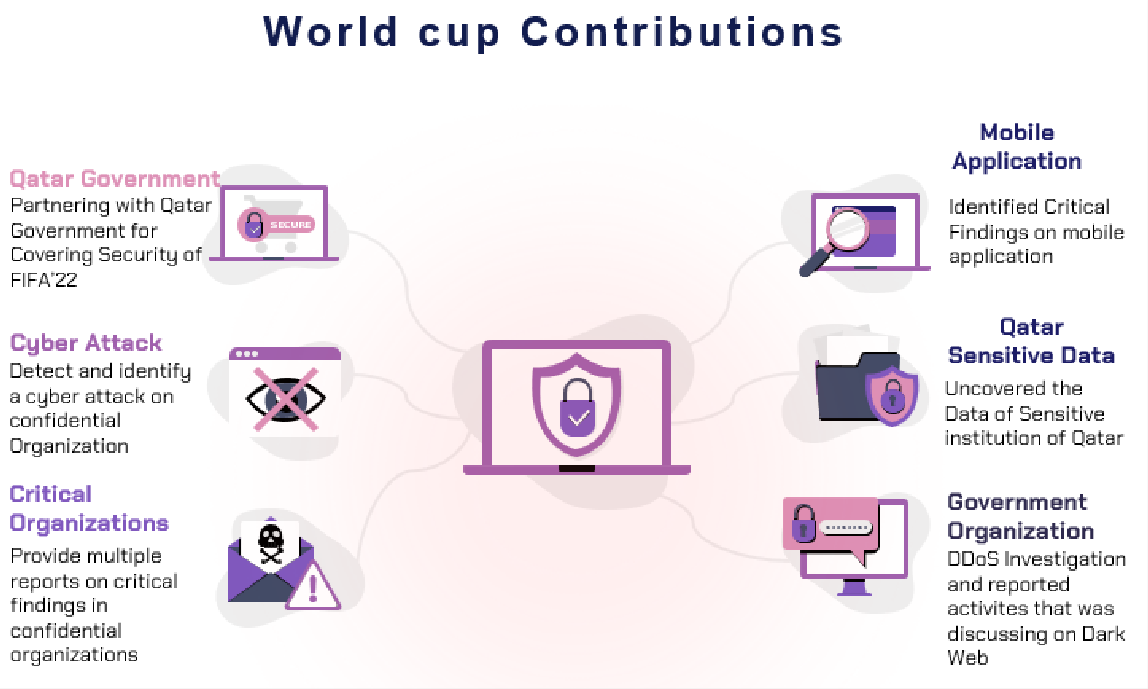 World cup Contributions
Qatar Government
Partnering with Qatar
Government for
Covering Security of
FIFA'22
SECURE
Cyber Attack
Detect and identify
a cyber attack on
confidential
Organization
Critical
Organizations
Provide multiple
reports on critical
findings in
confidential
organizations
Mobile
Application
Identified Critical
Findings on mobile
application
Qatar
Sensitive Data
Uncovered the
Data of Sensitive
institution of Qatar
Government
Organization
DDoS Investigation
and reported
activites that was
discussing on Dark
Web